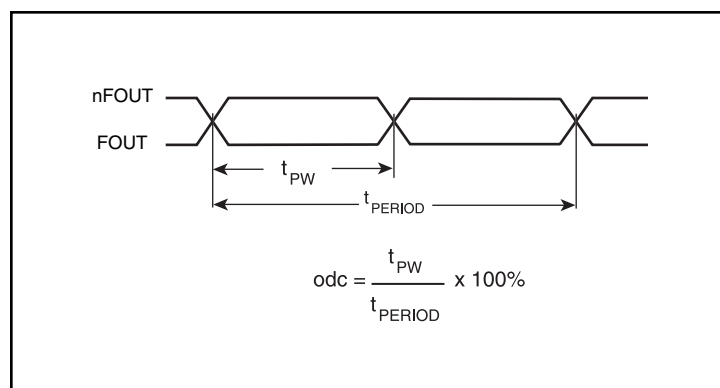 nFOUT
FOUT
tPW
tPERIOD
odc = tPW / tPERIOD x 100%